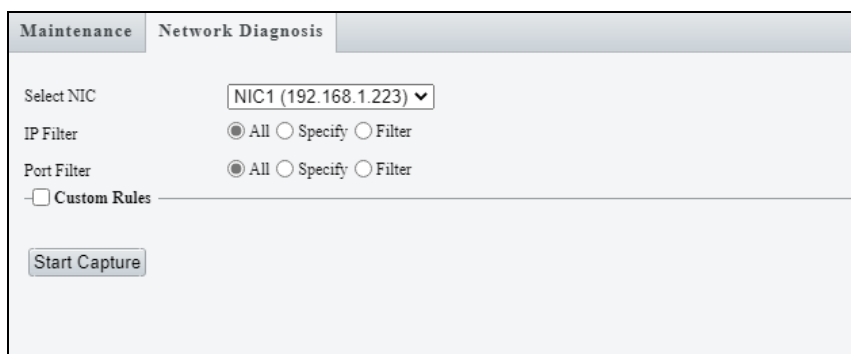 Maintenance Network Diagnosis
Select NIC NIC1 (192.168.1.223)
IP Filter All Specify Filter
Port Filter All Specify Filter
Custom Rules
Start Capture